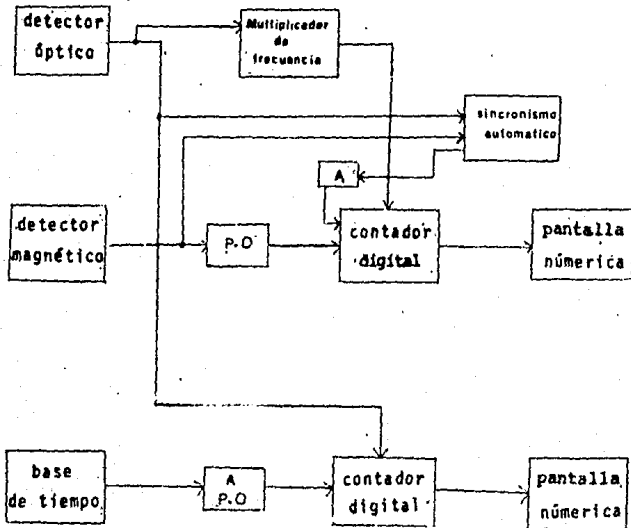 detector
óptico
Multiplicador
de
frecuencia
sincronismo
automatico
A
detector
magnético
P.O
contador
digital
pantalla
númerica
base
de tiempo
A
P.O
contador
digital
pantalla
númerica